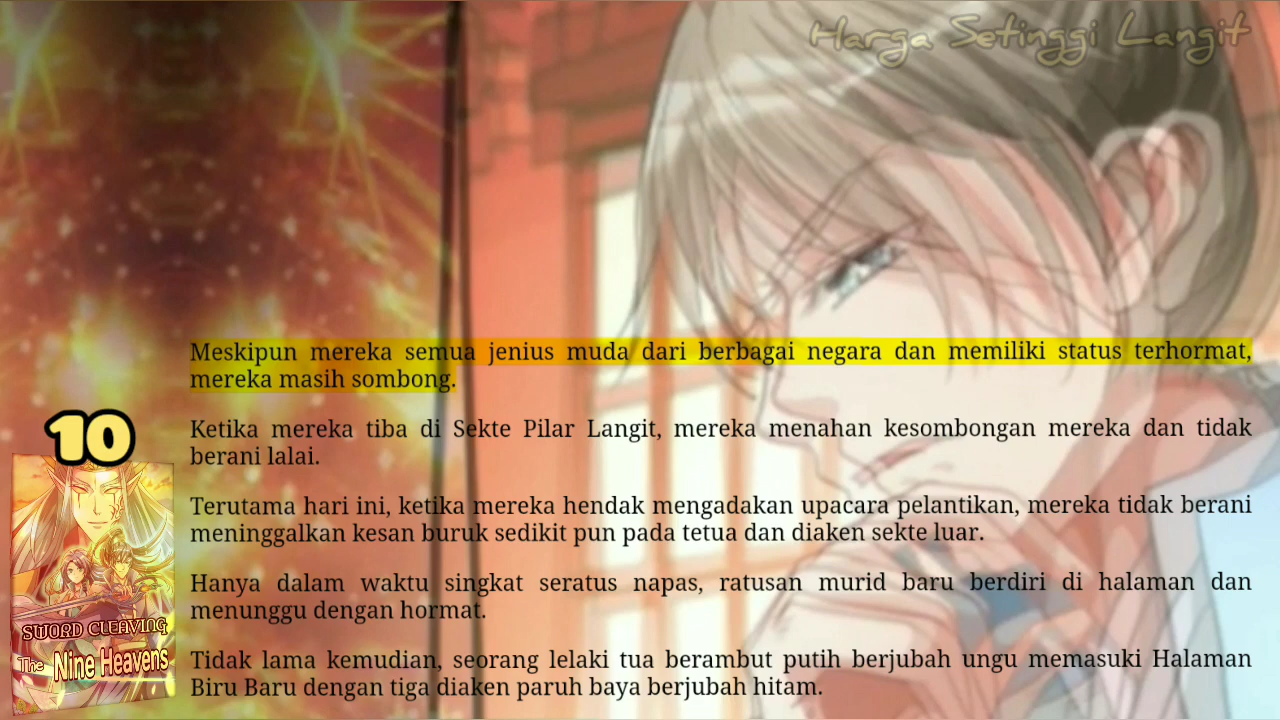 Harga Setinggi Langit
Meskipun mereka semua jenius muda dari berbagai negara dan memiliki status terhormat,
mereka masih sombong.
Ketika mereka tiba di Sekte Pilar Langit, mereka menahan kesombongan mereka dan tidak
berani lalai.
Terutama hari ini, ketika mereka hendak mengadakan upacara pelantikan, mereka tidak berani
meninggalkan kesan buruk sedikit pun pada tetua dan diaken sekte luar.
Hanya dalam waktu singkat seratus napas, ratusan murid baru berdiri di halaman dan
menunggu dengan hormat.
Tidak lama kemudian, seorang lelaki tua berambut putih berjubah ungu memasuki Halaman
Biru Baru dengan tiga diaken paruh baya berjubah hitam.
10
SWORD CLEAVING
The Nine Heavens